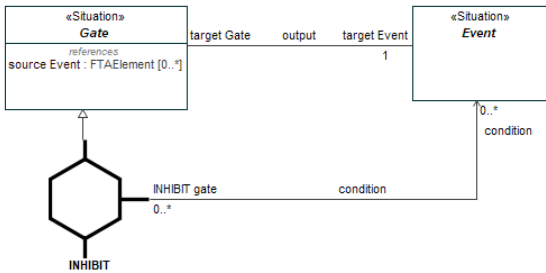 «Situation»
Gate
references
source Event : FTAElement [0..*]
target Gate
output
target Event
1
«Situation»
Event
0..*
condition
INHIBIT gate
0..*
condition
INHIBIT